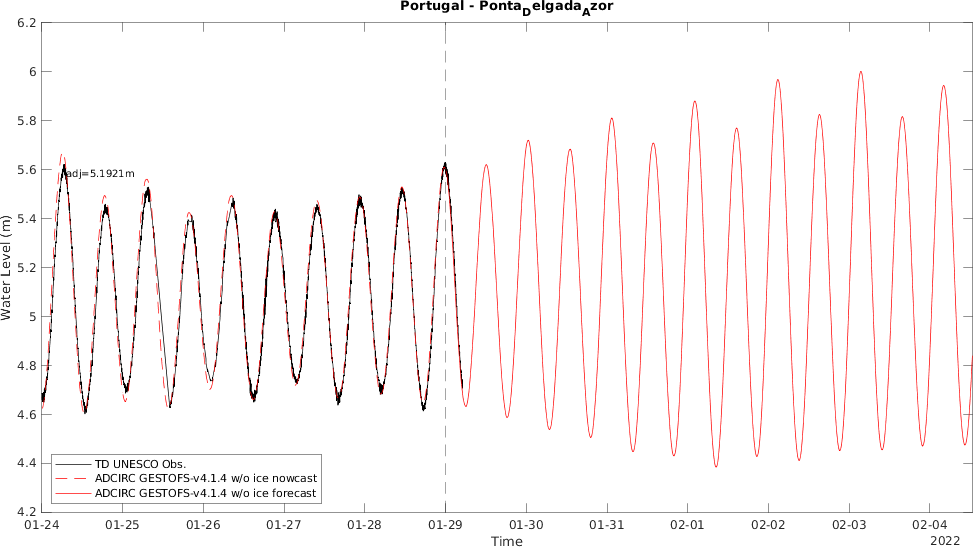 Portugal - PontaDelgadaAzor
6.2
6
5.8
5.6
5.4
5.2
5
4.8
4.6
4.4
4.2
Water Level (m)
adj=5.1921m
TD UNESCO Obs.
ADCIRC GESTOFS-v4.1.4 w/o ice nowcast
ADCIRC GESTOFS-v4.1.4 w/o ice forecast
01-24 01-25 01-26 01-27 01-28 01-29 01-30 01-31 02-01 02-02 02-03 02-04
Time
2022